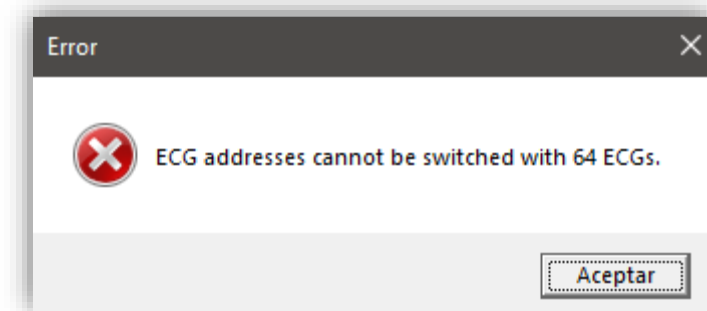 Error
ECG addresses cannot be switched with 64 ECGs.
Aceptar